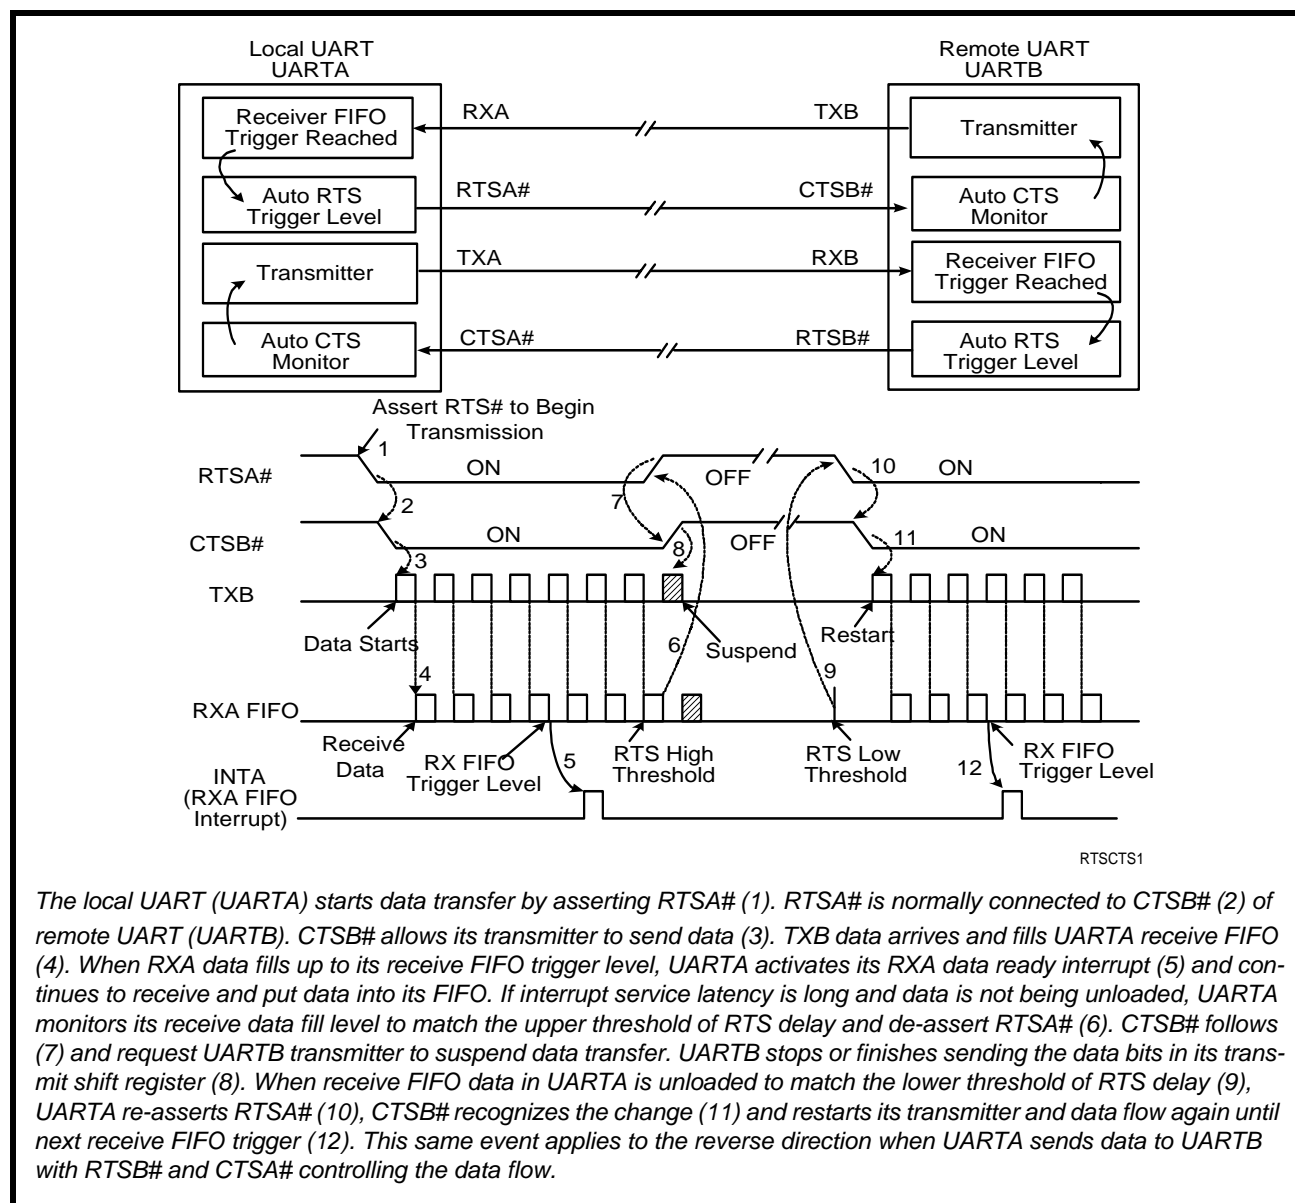 Local UART
UARTA
Remote UART
UARTB
Receiver FIFO
Trigger Reached
RXA
TXB
Transmitter
Auto RTS
Trigger Level
RTSA#
CTSB#
Auto CTS
Monitor
Transmitter
TXA
RXB
Receiver FIFO
Trigger Reached
Auto CTS
Monitor
CTSA#
RTSB#
Auto RTS
Trigger Level
Assert RTS# to Begin
Transmission
RTSA#
1
ON
7
OFF
10
ON
2
CTSB#
3
ON
8
OFF
11
ON
TXB
Data Starts
6
Suspend
Restart
4
9
RXA FIFO
Receive
Data
RX FIFO
Trigger Level
5
RTS High
Threshold
RTS Low
Threshold
12
RX FIFO
Trigger Level
INTA
(RXA FIFO
Interrupt)
RTSCTS1
The local UART (UARTA) starts data transfer by asserting RTSA# (1). RTSA# is normally connected to CTSB# (2) of
remote UART (UARTB). CTSB# allows its transmitter to send data (3). TXB data arrives and fills UARTA receive FIFO
(4). When RXA data fills up to its receive FIFO trigger level, UARTA activates its RXA data ready interrupt (5) and con-
tinues to receive and put data into its FIFO. If interrupt service latency is long and data is not being unloaded, UARTA
monitors its receive data fill level to match the upper threshold of RTS delay and de-assert RTSA# (6). CTSB# follows
(7) and request UARTB transmitter to suspend data transfer. UARTB stops or finishes sending the data bits in its trans-
mit shift register (8). When receive FIFO data in UARTA is unloaded to match the lower threshold of RTS delay (9),
UARTA re-asserts RTSA# (10), CTSB# recognizes the change (11) and restarts its transmitter and data flow again until
next receive FIFO trigger (12). This same event applies to the reverse direction when UARTA sends data to UARTB
with RTSB# and CTSA# controlling the data flow.